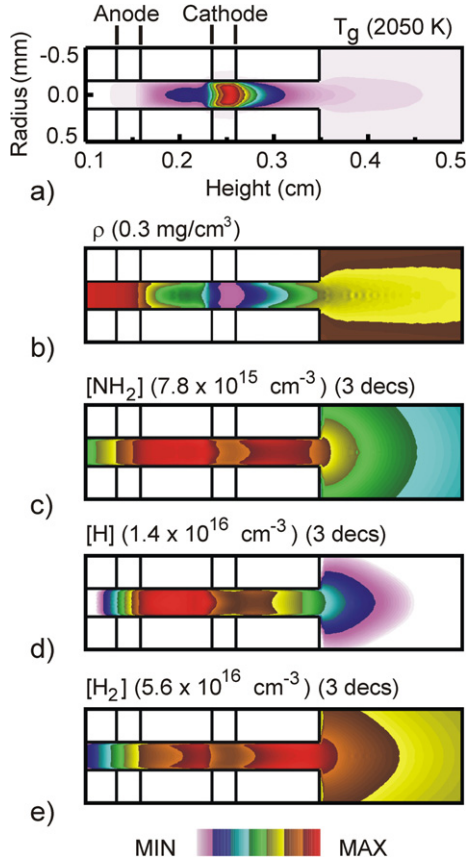 Anode Cathode
T_g (2050 K)
Radius (mm)
-0.5
0.0
0.5
0.1 0.2 0.3 0.4 0.5
Height (cm)
a)
ρ (0.3 mg/cm³)
b)
[NH₂] (7.8 x 10¹⁵ cm⁻³) (3 decs)
c)
[H] (1.4 x 10¹⁶ cm⁻³) (3 decs)
d)
[H₂] (5.6 x 10¹⁶ cm⁻³) (3 decs)
e)
MIN MAX